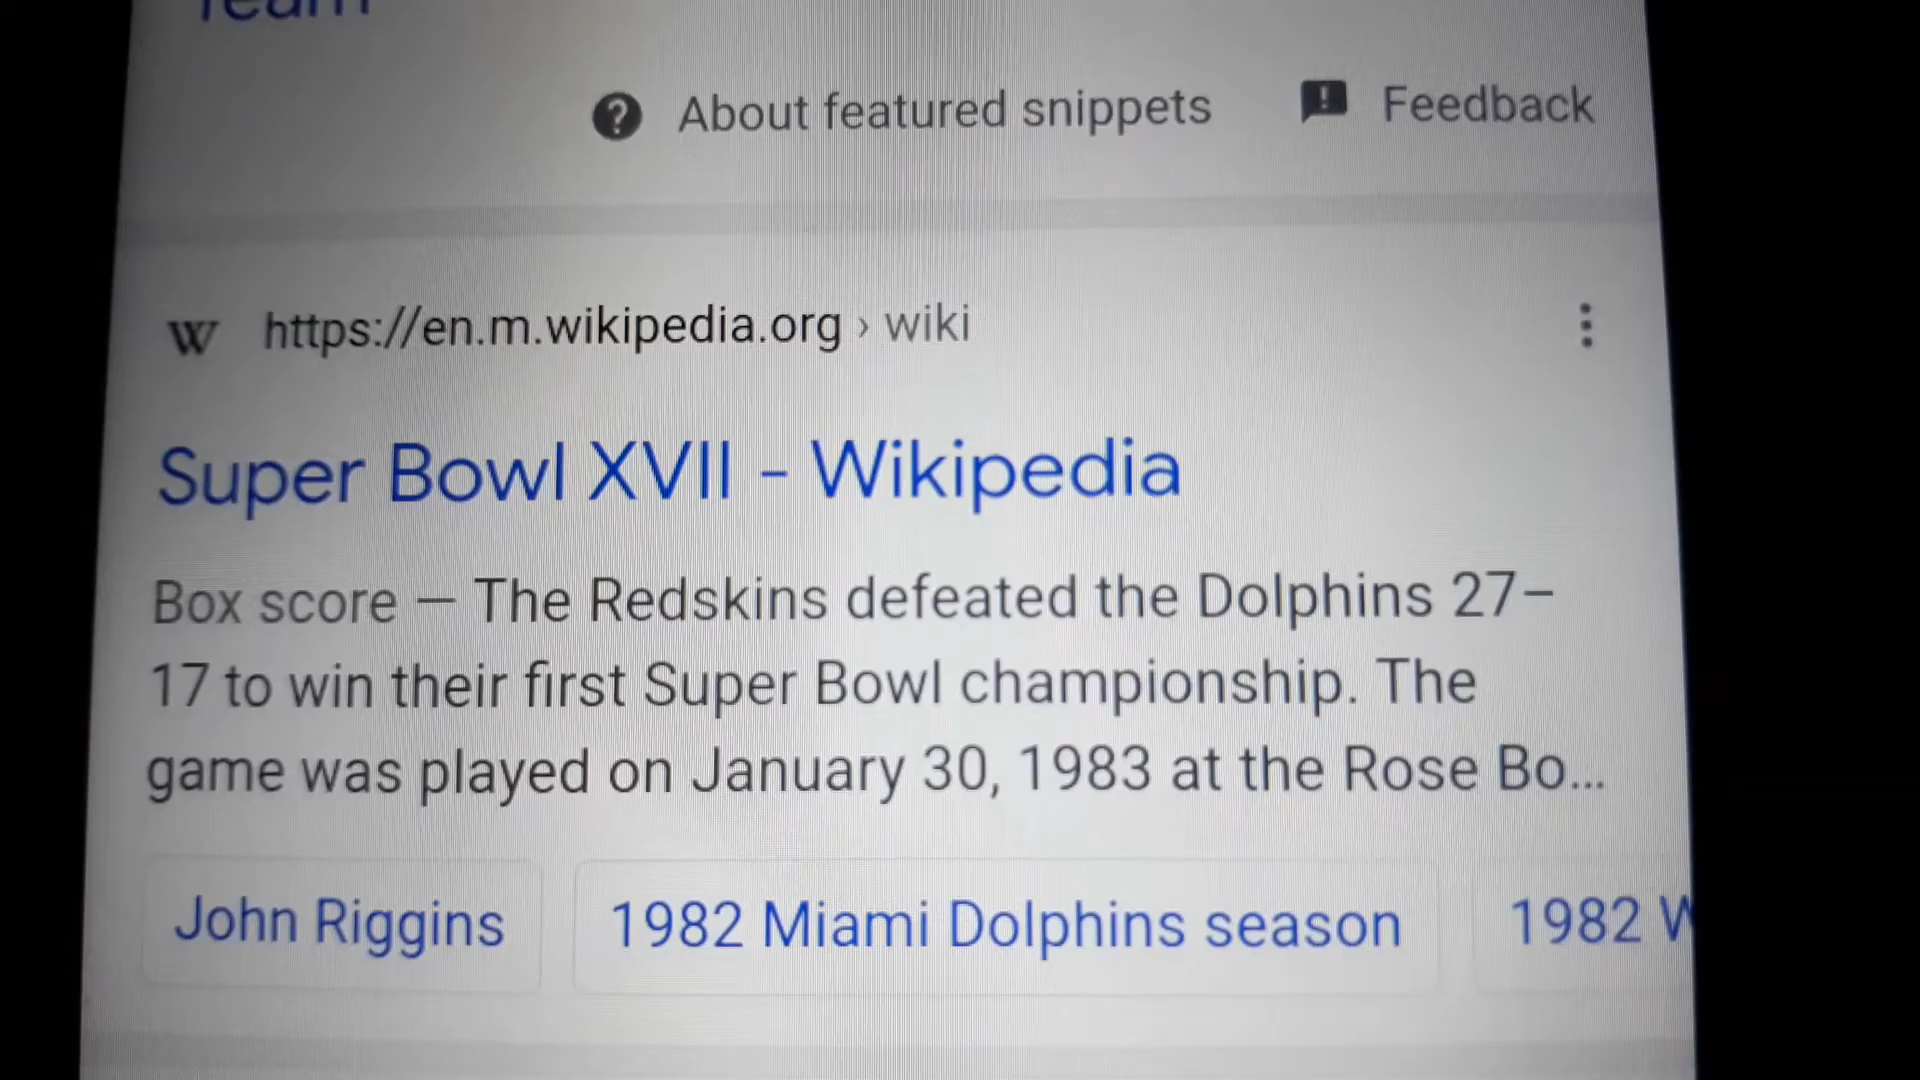 Team
About featured snippets Feedback
W https://en.m.wikipedia.org › wiki
Super Bowl XVII - Wikipedia
Box score — The Redskins defeated the Dolphins 27–
17 to win their first Super Bowl championship. The
game was played on January 30, 1983 at the Rose Bo...
John Riggins 1982 Miami Dolphins season 1982 W